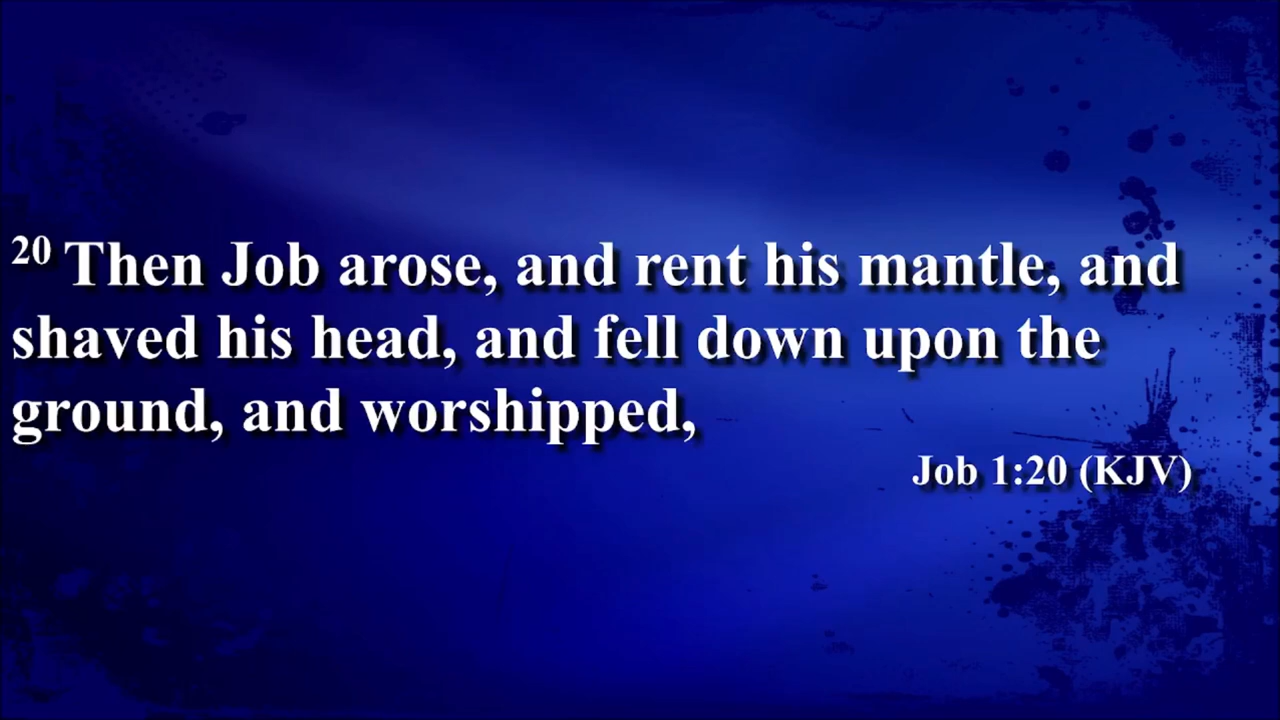 20 Then Job arose, and rent his mantle, and
shaved his head, and fell down upon the
ground, and worshipped,
Job 1:20 (KJV)